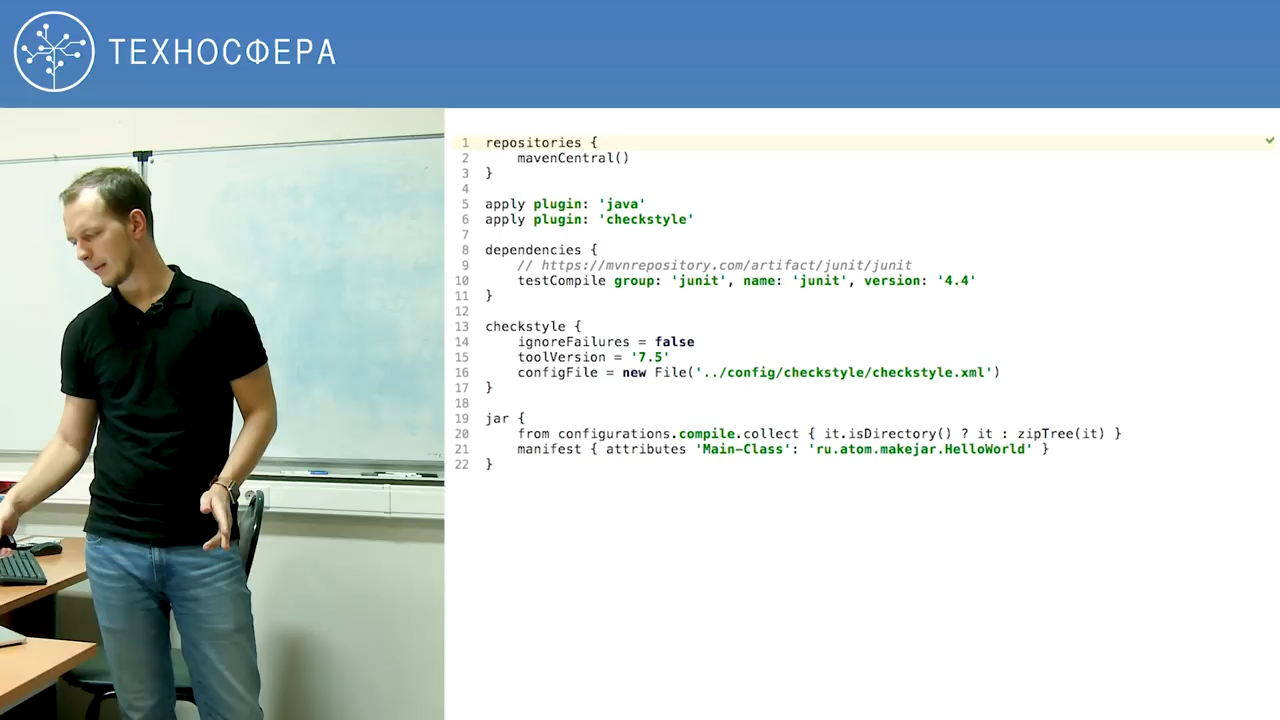 ТЕХНОСФЕРА
1 repositories {
2     mavenCentral()
3 }
4
5 apply plugin: 'java'
6 apply plugin: 'checkstyle'
7
8 dependencies {
9     // https://mvnrepository.com/artifact/junit/junit
10     testCompile group: 'junit', name: 'junit', version: '4.4'
11 }
12
13 checkstyle {
14     ignoreFailures = false
15     toolVersion = '7.5'
16     configFile = new File('../config/checkstyle/checkstyle.xml')
17 }
18
19 jar {
20     from configurations.compile.collect { it.isDirectory() ? it : zipTree(it) }
21     manifest { attributes 'Main-Class': 'ru.atom.makejar.HelloWorld' }
22 }